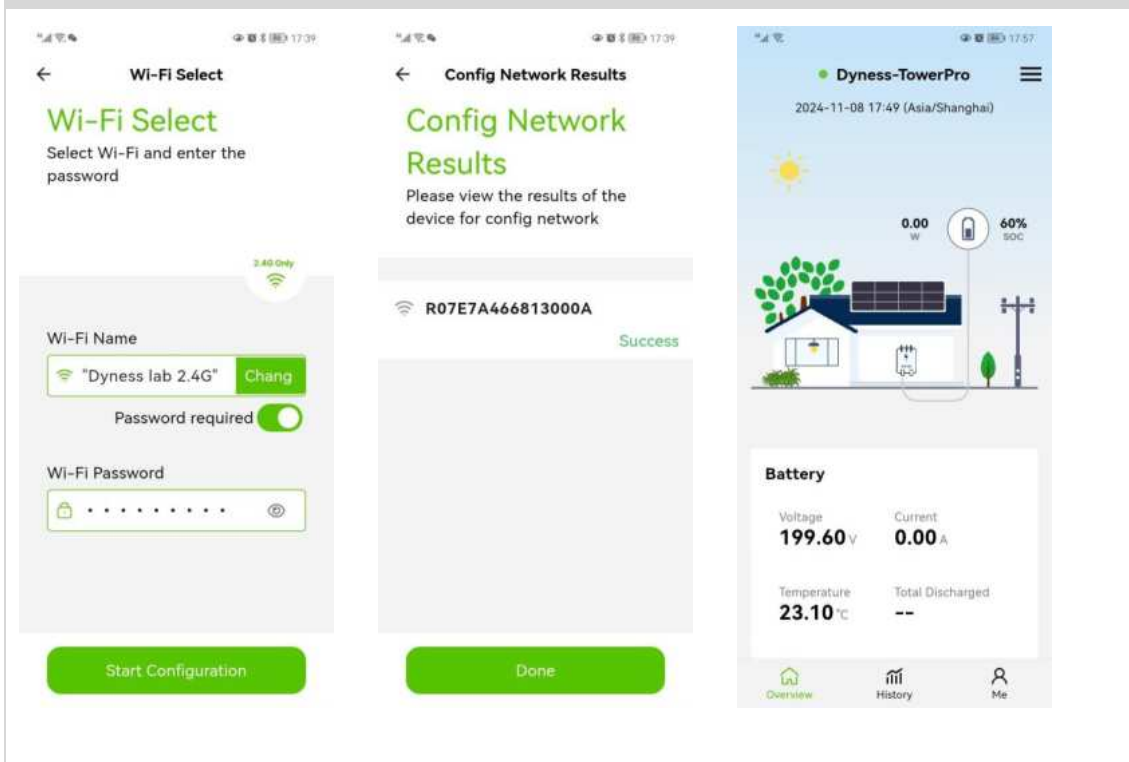 17:39
Wi-Fi Select
Wi-Fi Select
Select Wi-Fi and enter the
password
2.4G Only
Wi-Fi Name
"Dyness lab 2.4G"
Chang
Password required
Wi-Fi Password
• • • • • • • • •
Start Configuration
17:39
Config Network Results
Config Network
Results
Please view the results of the
device for config network
R07E7A466813000A
Success
Done
17:57
Dyness-TowerPro
2024-11-08 17:49 (Asia/Shanghai)
0.00
W
60%
SOC
Battery
Voltage
199.60 V
Current
0.00 A
Temperature
23.10 °C
Total Discharged
--
Overview
History
Me